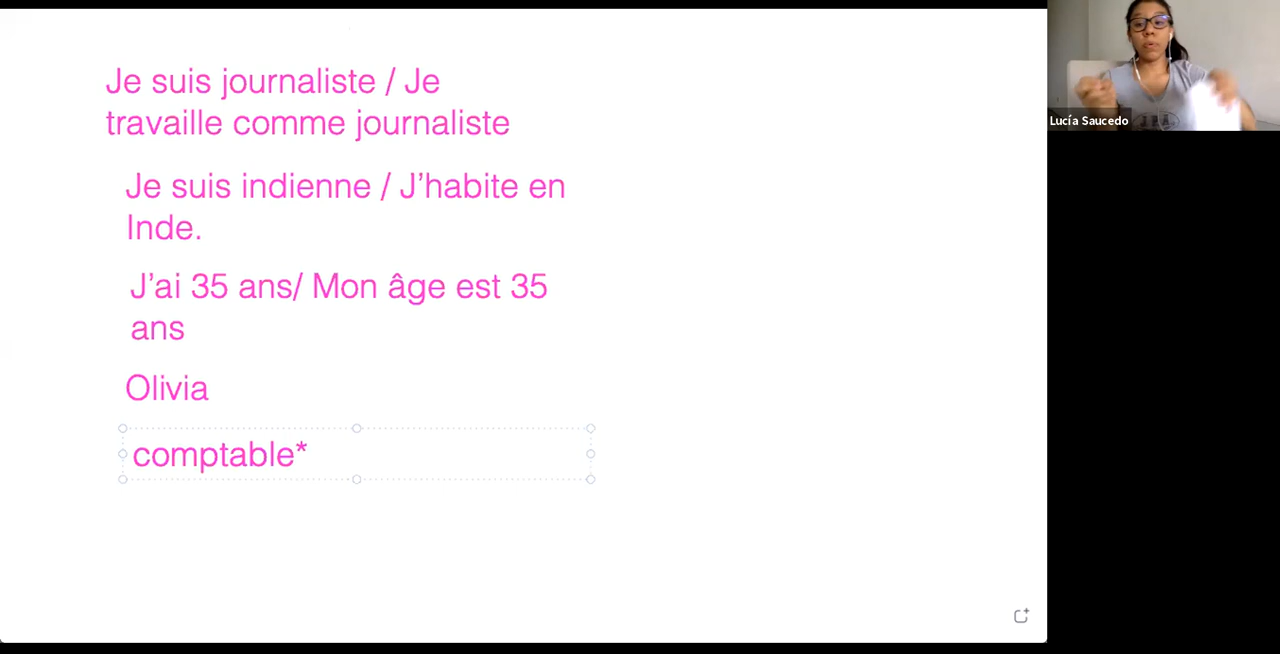 Je suis journaliste / Je
travaille comme journaliste
Je suis indienne / J’habite en
Inde.
J’ai 35 ans/ Mon âge est 35
ans
Olivia
comptable*
Lucía Saucedo